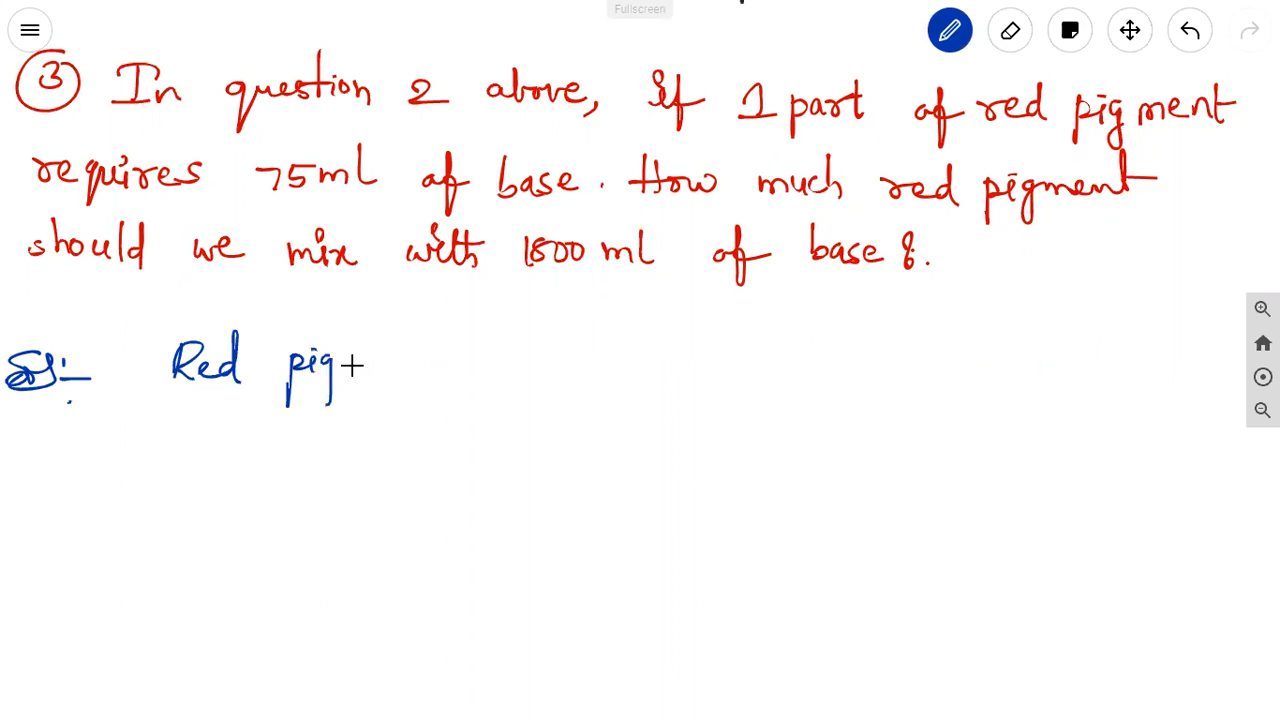 Fullscreen
③ In question 2 above, If 1 part of red pigment
requires 75ml of base. How much red pigment
should we mix with 1800 ml of base ?.
Sol:- Red pig